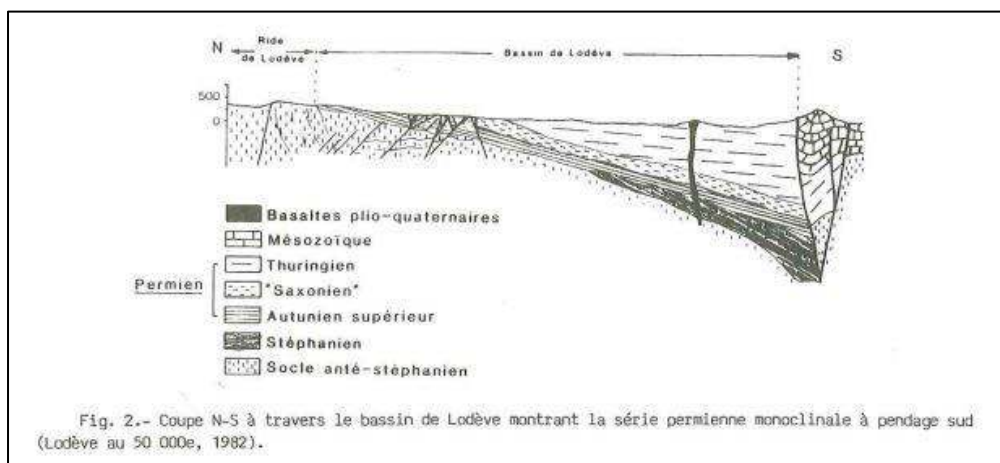 N
Ride
de Lodève
Bassin de Lodève
S
500
0
Basaltes plio-quaternaires
Mésozoïque
Thuringien
Permien
"Saxonien"
Autunien supérieur
Stéphanien
Socle anté-stéphanien
Fig. 2.- Coupe N-S à travers le bassin de Lodève montrant la série permienne monoclinale à pendage sud
(Lodève au 50 000e, 1982).